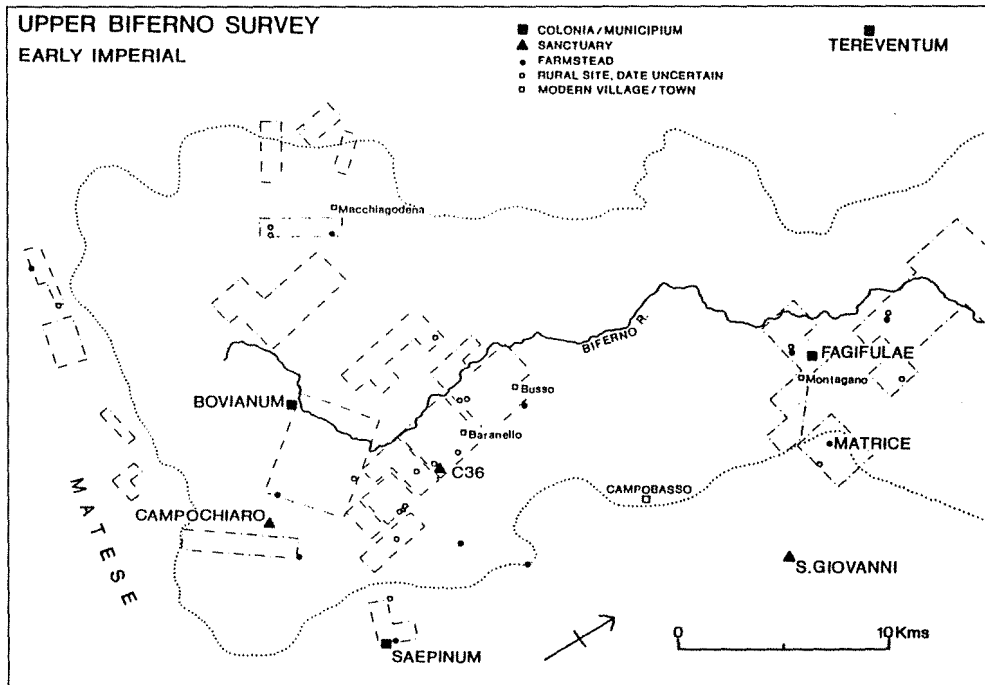 UPPER BIFERNO SURVEY
EARLY IMPERIAL
COLONIA/MUNICIPIUM
SANCTUARY
FARMSTEAD
RURAL SITE, DATE UNCERTAIN
MODERN VILLAGE/TOWN
TEREVENTUM
Macchiagodena
BIFERNO R.
FAGIFULAE
Montagano
Busso
BOVIANUM
Baranello
MATRICE
C36
CAMPOBASSO
MATESE
CAMPOCHIARO
S.GIOVANNI
SAEPINUM
0 10Kms